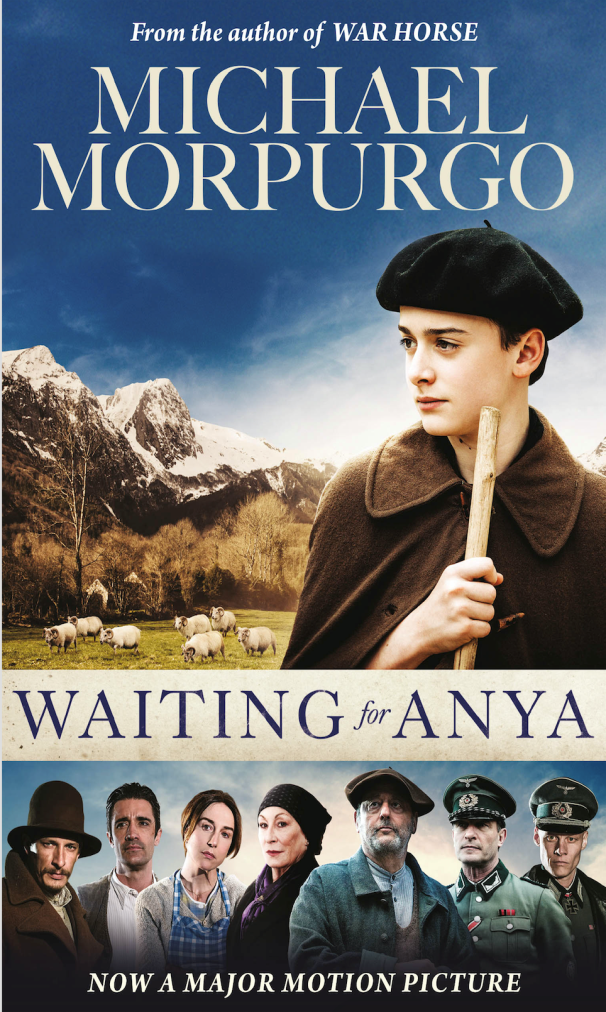 From the author of WAR HORSE
MICHAEL
MORPURGO
WAITING for ANYA
NOW A MAJOR MOTION PICTURE